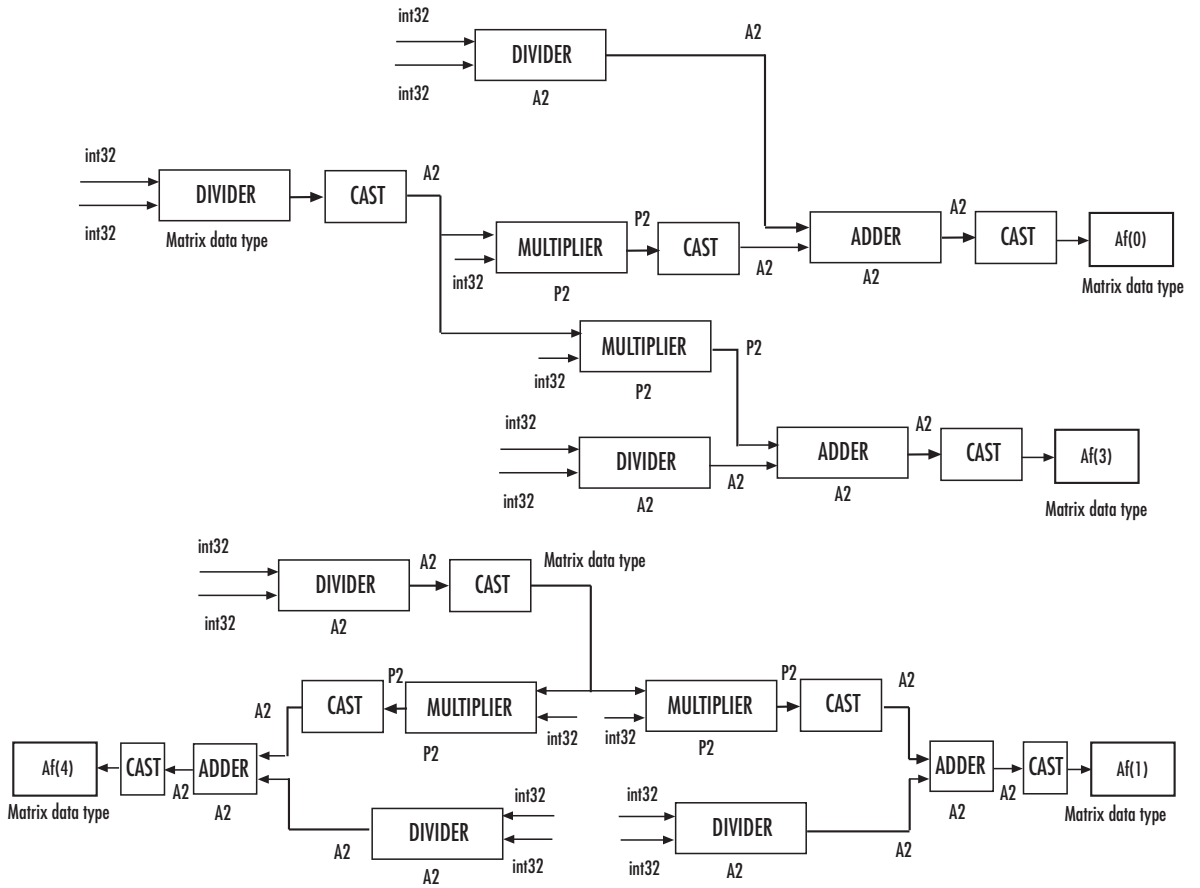 int32
DIVIDER
A2
int32
A2
int32
DIVIDER
CAST
A2
int32
Matrix data type
MULTIPLIER
P2
CAST
A2
int32
P2
ADDER
A2
A2
CAST
Af(0)
Matrix data type
MULTIPLIER
P2
int32
P2
int32
DIVIDER
A2
int32
A2
ADDER
A2
A2
CAST
Af(3)
Matrix data type
int32
DIVIDER
A2
CAST
Matrix data type
int32
A2
P2
CAST
MULTIPLIER
A2
int32
P2
MULTIPLIER
P2
CAST
A2
int32
P2
Af(4)
CAST
ADDER
Matrix data type
A2
A2
ADDER
CAST
Af(1)
A2
A2
Matrix data type
int32
DIVIDER
A2
int32
A2
int32
DIVIDER
A2
int32
A2